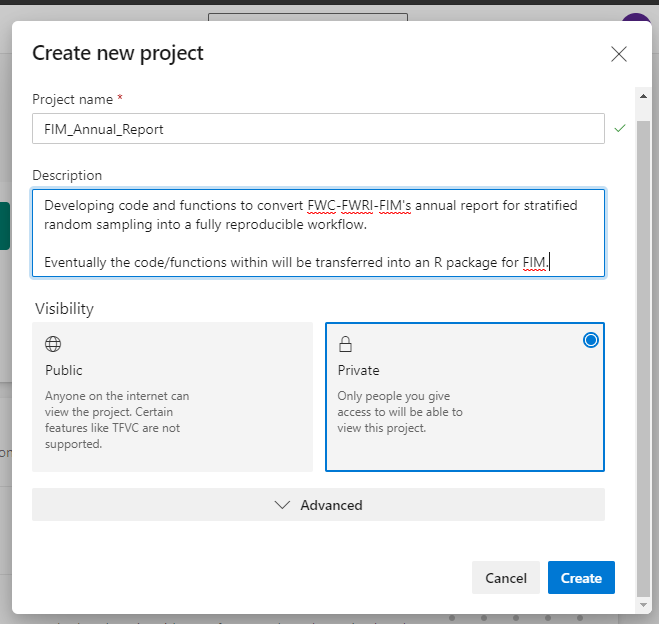 Create new project
Project name *
FIM_Annual_Report
Description
Developing code and functions to convert FWC-FWRI-FIM's annual report for stratified
random sampling into a fully reproducible workflow.
Eventually the code/functions within will be transferred into an R package for FIM.
Visibility
Public
Anyone on the internet can
view the project. Certain
features like TFVC are not
supported.
Private
Only people you give
access to will be able to
view this project.
Advanced
Cancel
Create